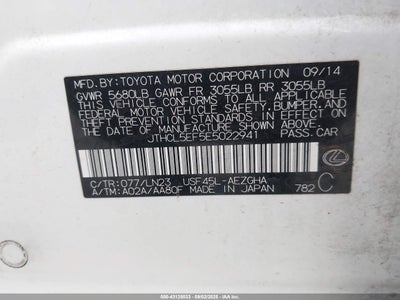 MFD.BY:TOYOTA MOTOR CORPORATION 09/14
GVWR 5680LB GAWR FR 3055LB RR 3055LB
THIS VEHICLE CONFORMS TO ALL APPLICABLE
FEDERAL MOTOR VEHICLE SAFETY, BUMPER, AND
THEFT PREVENTION STANDARDS IN EFFECT ON
THE DATE OF MANUFACTURE SHOWN ABOVE.
JTHCL5EF5E5022941 PASS.CAR
C/TR:077/LN23 USF45L-AEZGHA
A/TM:A02A/AA80F MADE IN JAPAN 782 C